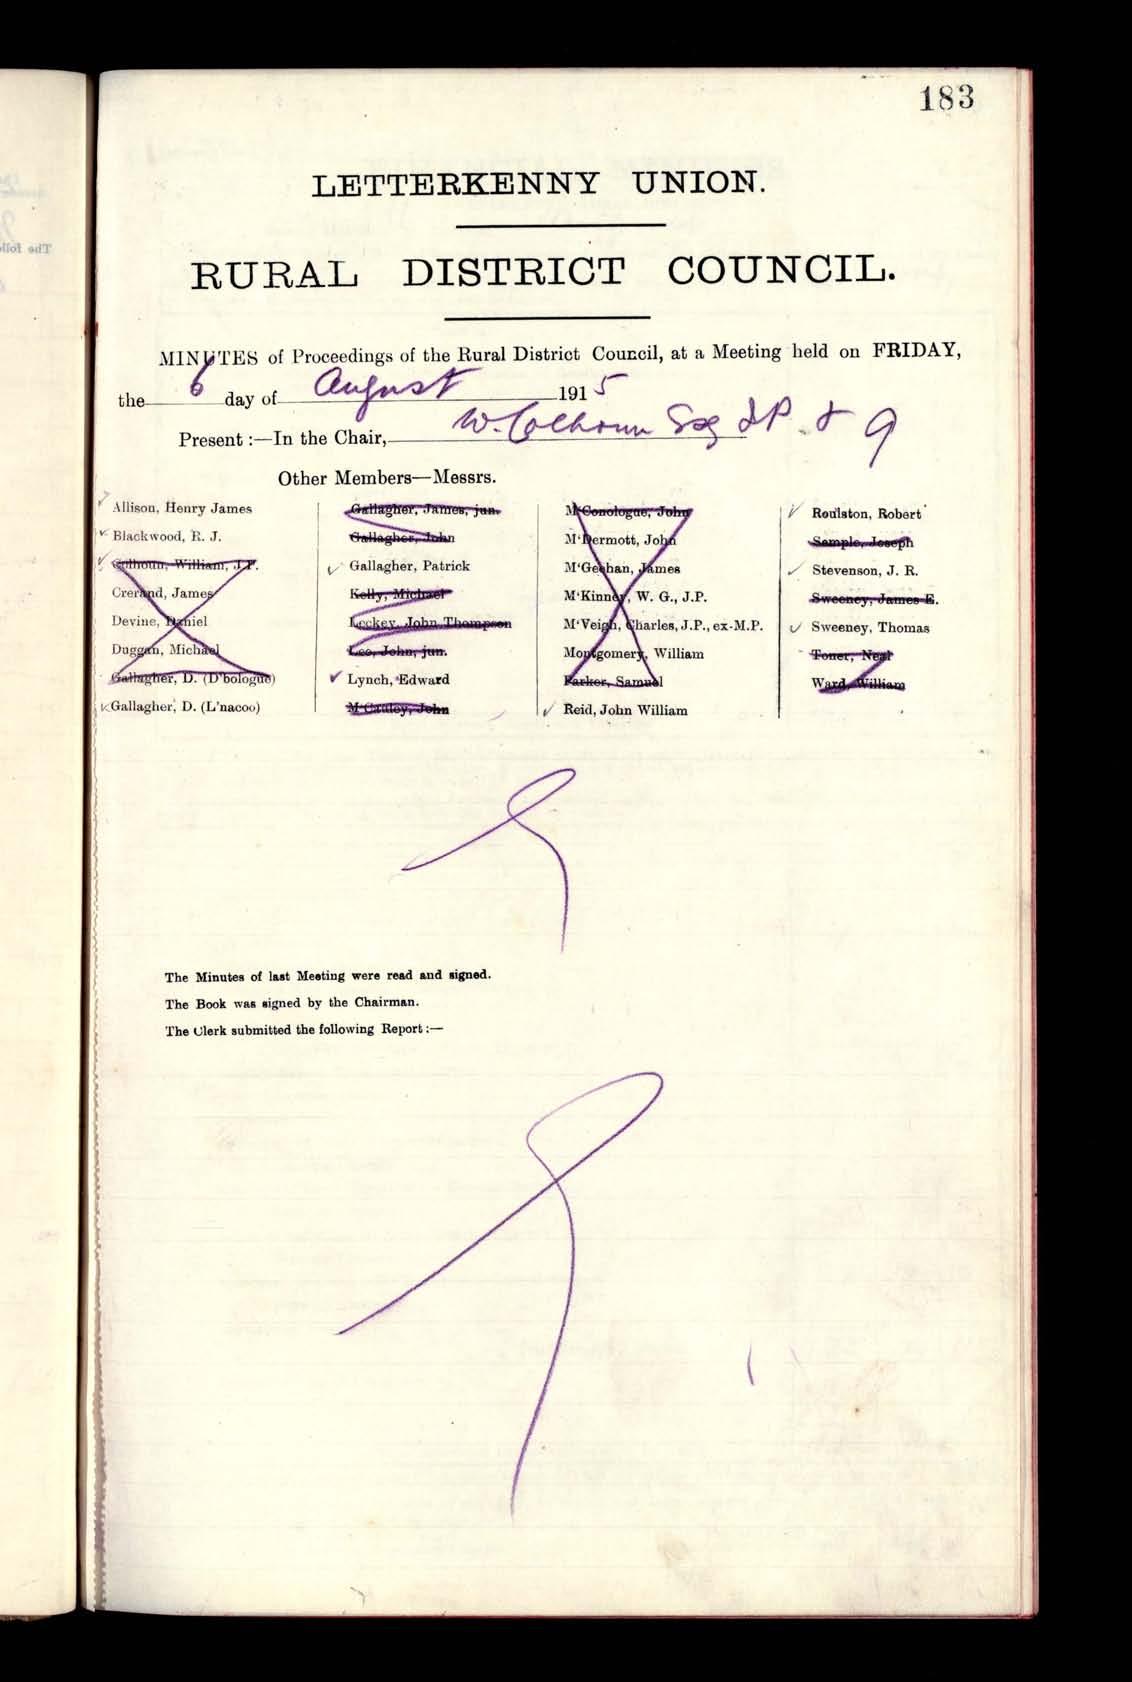 183
LETTERKENNY UNION.
RURAL DISTRICT COUNCIL.
MINUTES of Proceedings of the Rural District Council, at a Meeting held on FRIDAY,
the 6 day of August 1915
Present :—In the Chair, W. Colhoun Esq J.P. & 9
Other Members—Messrs.
Allison, Henry James
Blackwood, R. J.
Colhoun, William, J.P.
Crerand, James
Devine, Daniel
Duggan, Michael
Gallagher, D. (D'bologue)
Gallagher, D. (L'nacoo)
Gallagher, James, jun.
Gallagher, John
Gallagher, Patrick
Kelly, Michael
Leckey, John Thompson
Lee, John, jun.
Lynch, Edward
M'Cauley, John
M'Conologue, John
M'Dermott, John
M'Geehan, James
M'Kinney, W. G., J.P.
M'Veigh, Charles, J.P., ex-M.P.
Montgomery, William
Parker, Samuel
Reid, John William
Roulston, Robert
Sample, Joseph
Stevenson, J. R.
Sweeney, James E.
Sweeney, Thomas
Toner, Neal
Ward, William
The Minutes of last Meeting were read and signed.
The Book was signed by the Chairman.
The Clerk submitted the following Report :—